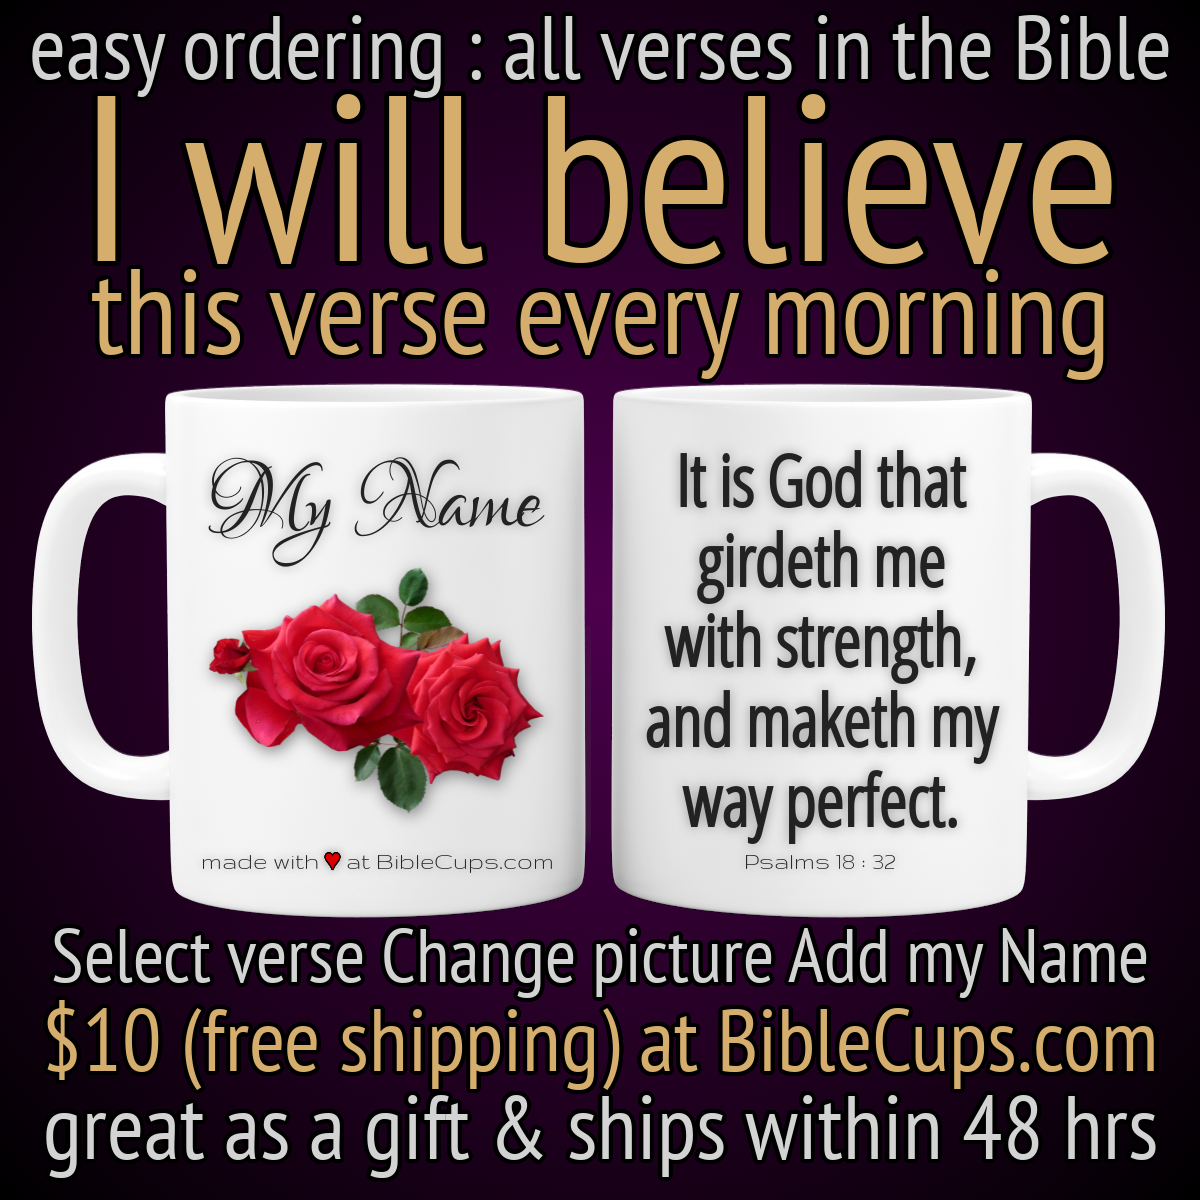 easy ordering : all verses in the Bible
I will believe
this verse every morning
My Name
made with ❤ at BibleCups.com
It is God that
girdeth me
with strength,
and maketh my
way perfect.
Psalms 18 : 32
Select verse Change picture Add my Name
$10 (free shipping) at BibleCups.com
great as a gift & ships within 48 hrs